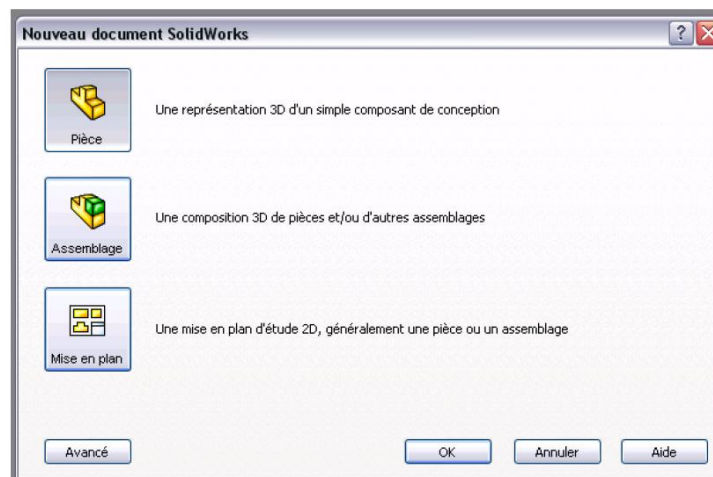 Nouveau document SolidWorks
Pièce
Une représentation 3D d'un simple composant de conception
Assemblage
Une composition 3D de pièces et/ou d'autres assemblages
Mise en plan
Une mise en plan d'étude 2D, généralement une pièce ou un assemblage
Avancé
OK
Annuler
Aide